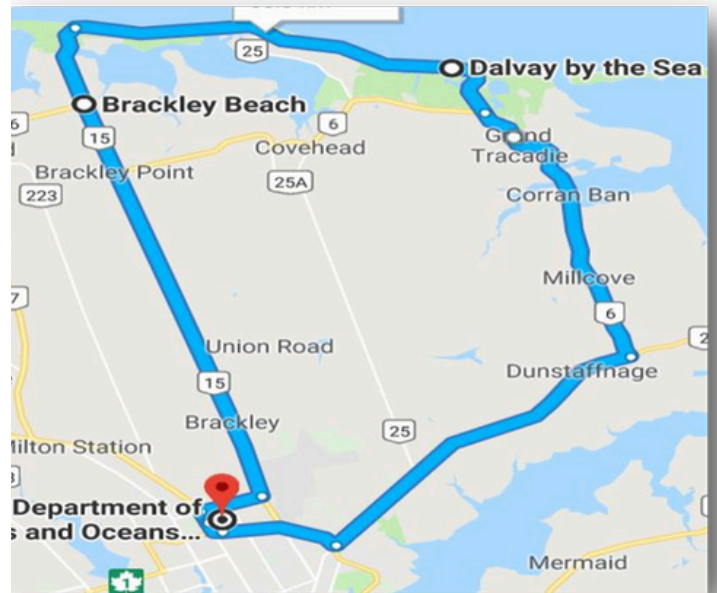 25
Dalvay by the Sea
Brackley Beach
6
6
15
Covehead
Grand
Tracadie
Brackley Point
25A
223
Corran Ban
Millcove
6
Union Road
Dunstaffnage
15
Brackley
25
Milton Station
Department of
s and Oceans...
Mermaid
1